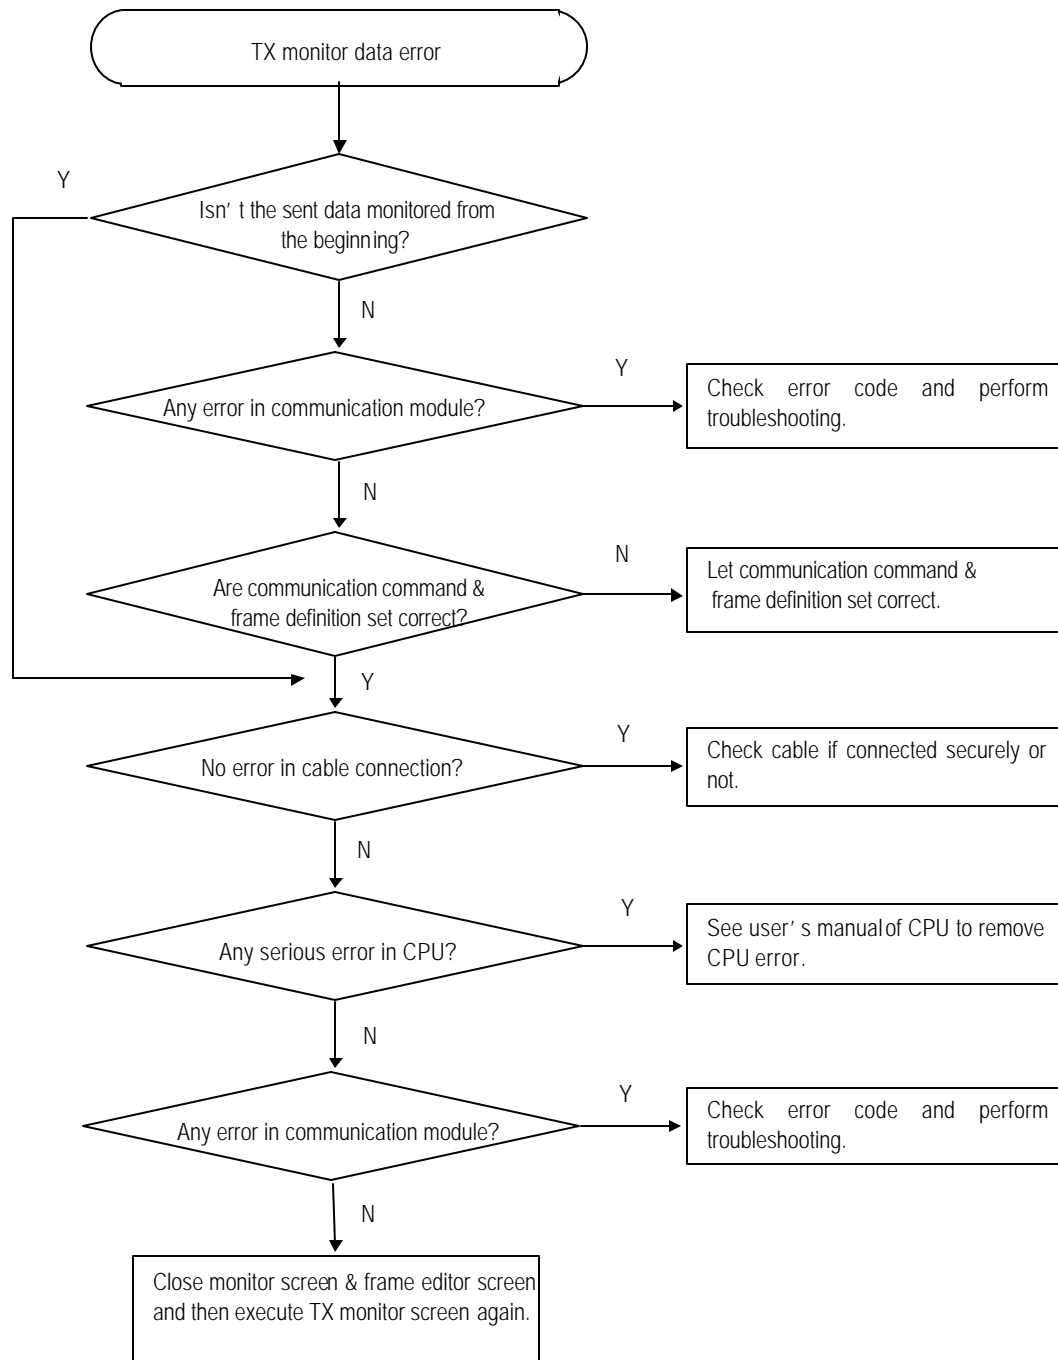 TX monitor data error
Y
Isn' t the sent data monitored from
the beginning?
N
Y
Any error in communication module?
Check error code and perform
troubleshooting.
N
N
Are communication command &
frame definition set correct?
Let communication command &
frame definition set correct.
Y
Y
No error in cable connection?
Check cable if connected securely or
not.
N
Y
Any serious error in CPU?
See user' s manual of CPU to remove
CPU error.
N
Y
Any error in communication module?
Check error code and perform
troubleshooting.
N
Close monitor screen & frame editor screen
and then execute TX monitor screen again.